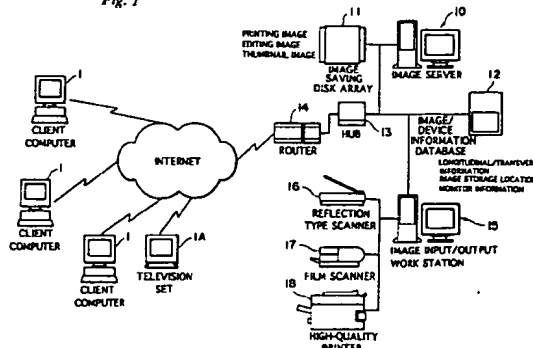 Fig. 1
PRINTING IMAGE
EDITING IMAGE
THUMBNAIL IMAGE
11
IMAGE
SAVING
DISK ARRAY
10
IMAGE SERVER
12
IMAGE/
DEVICE
INFORMATION
DATABASE
LONGITUDINAL/TRANSVERSE
INFORMATION
IMAGE STORAGE LOCATION
MONITOR INFORMATION
14
ROUTER
HUB
13
1
CLIENT
COMPUTER
INTERNET
1
CLIENT
COMPUTER
1
CLIENT
COMPUTER
1A
TELEVISION
SET
16
REFLECTION
TYPE SCANNER
15
IMAGE INPUT/OUTPUT
WORK STATION
17
FILM SCANNER
18
HIGH-QUALITY
PRINTER